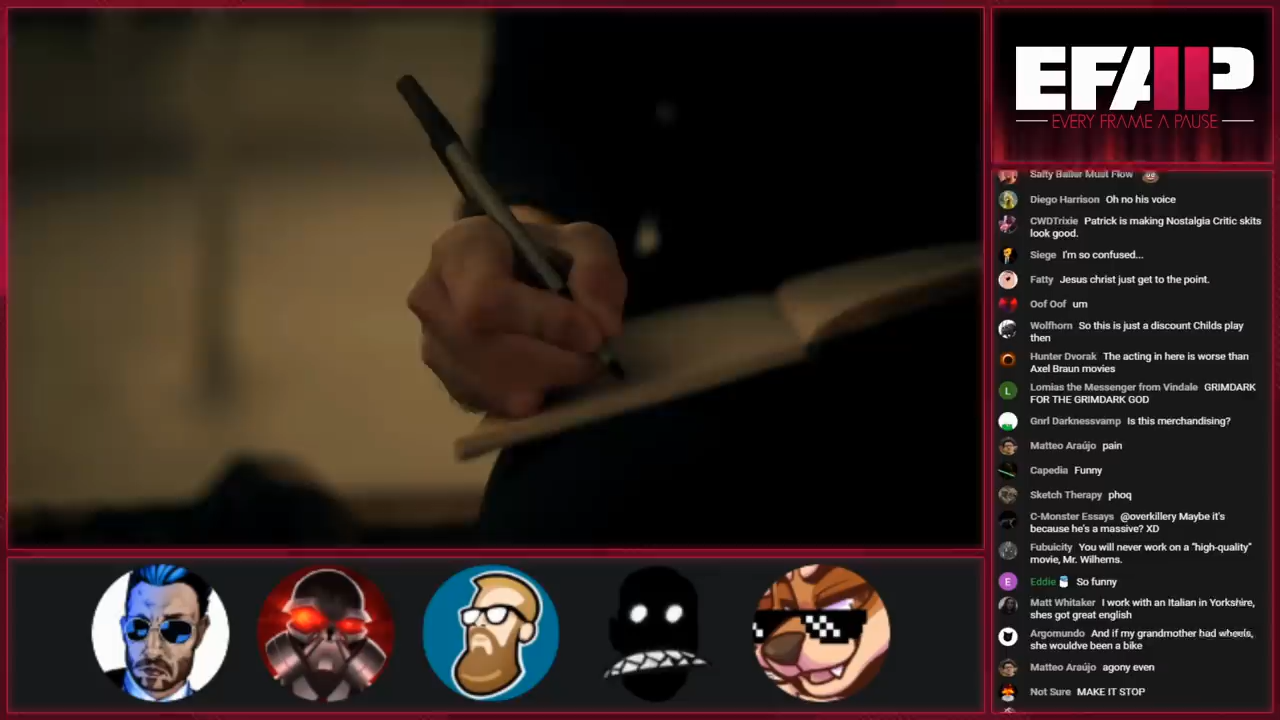 EFAP
EVERY FRAME A PAUSE
Salty Baller Must Flow
Diego Harrison Oh no his voice
CWDTrixie Patrick is making Nostalgia Critic skits
look good.
Siege I'm so confused...
Fatty Jesus christ just get to the point.
Oof Oof um
Wolfhorn So this is just a discount Childs play
then
Hunter Dvorak The acting in here is worse than
Axel Braun movies
L Lomias the Messenger from Vindale GRIMDARK
FOR THE GRIMDARK GOD
Gnrl Darknessvamp Is this merchandising?
Matteo Araújo pain
Capedia Funny
Sketch Therapy phoq
C-Monster Essays @overkillery Maybe it's
because he's a massive? XD
Fubuicity You will never work on a "high-quality"
movie, Mr. Wilhems.
E Eddie So funny
Matt Whitaker I work with an Italian in Yorkshire,
shes got great english
Argomundo And if my grandmother had wheels,
she wouldve been a bike
Matteo Araújo agony even
Not Sure MAKE IT STOP